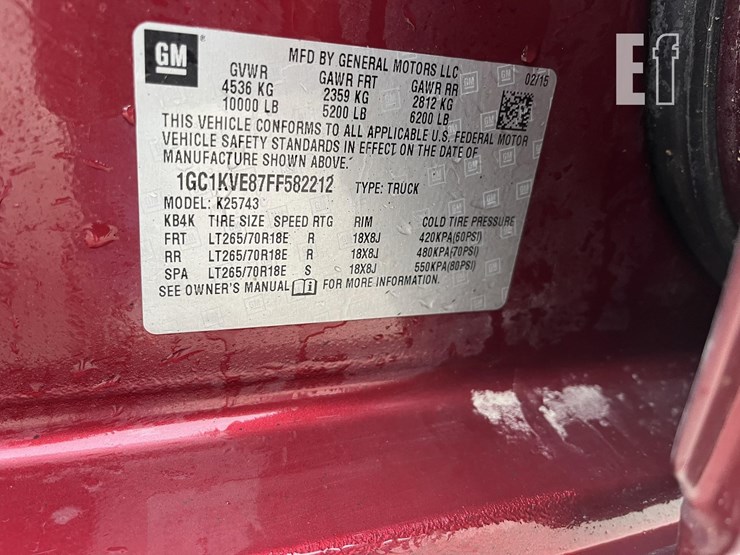 Ef
GM
MFD BY GENERAL MOTORS LLC
02/15
GVWR GAWR FRT GAWR RR
4536 KG 2359 KG 2812 KG
10000 LB 5200 LB 6200 LB
THIS VEHICLE CONFORMS TO ALL APPLICABLE U.S. FEDERAL MOTOR
VEHICLE SAFETY STANDARDS IN EFFECT ON THE DATE OF
MANUFACTURE SHOWN ABOVE.
1GC1KVE87FF582212 TYPE: TRUCK
MODEL: K25743
KB4K TIRE SIZE SPEED RTG RIM COLD TIRE PRESSURE
FRT LT265/70R18E R 18X8J 420KPA(60PSI)
RR LT265/70R18E R 18X8J 480KPA(70PSI)
SPA LT265/70R18E S 18X8J 550KPA(80PSI)
SEE OWNER'S MANUAL i FOR MORE INFORMATION.